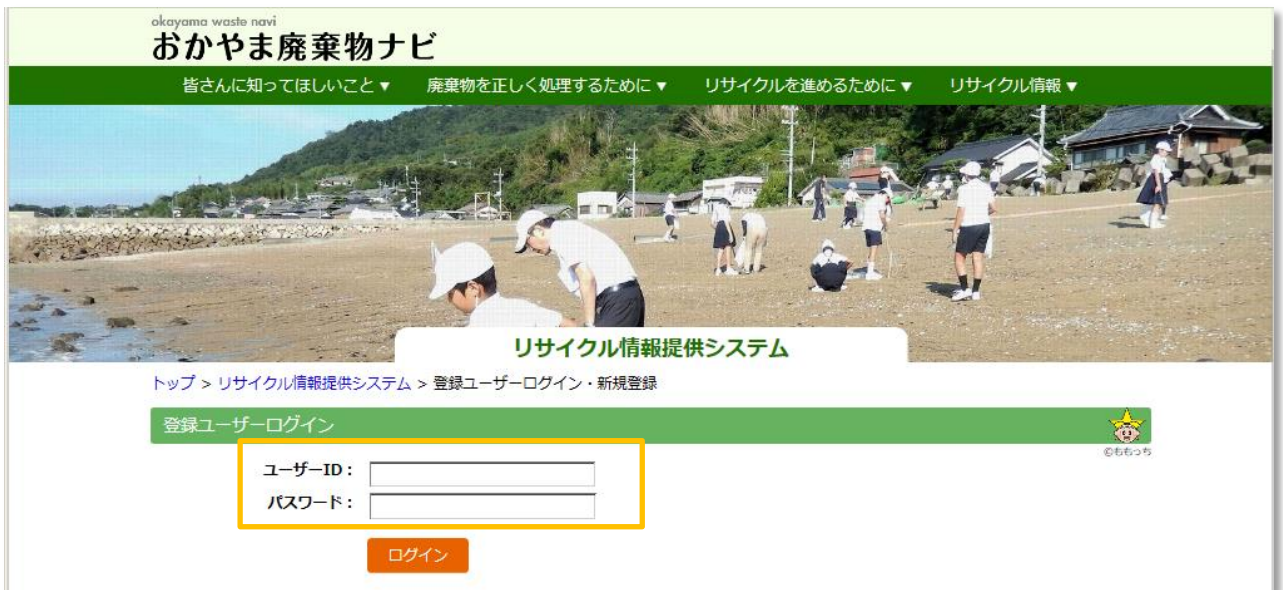 okayama waste navi
おかやま廃棄物ナビ
皆さんに知ってほしいこと▼ 廃棄物を正しく処理するために▼ リサイクルを進めるために▼ リサイクル情報▼
リサイクル情報提供システム
トップ > リサイクル情報提供システム > 登録ユーザーログイン・新規登録
登録ユーザーログイン
©ももっち
ユーザーID：
パスワード：
ログイン